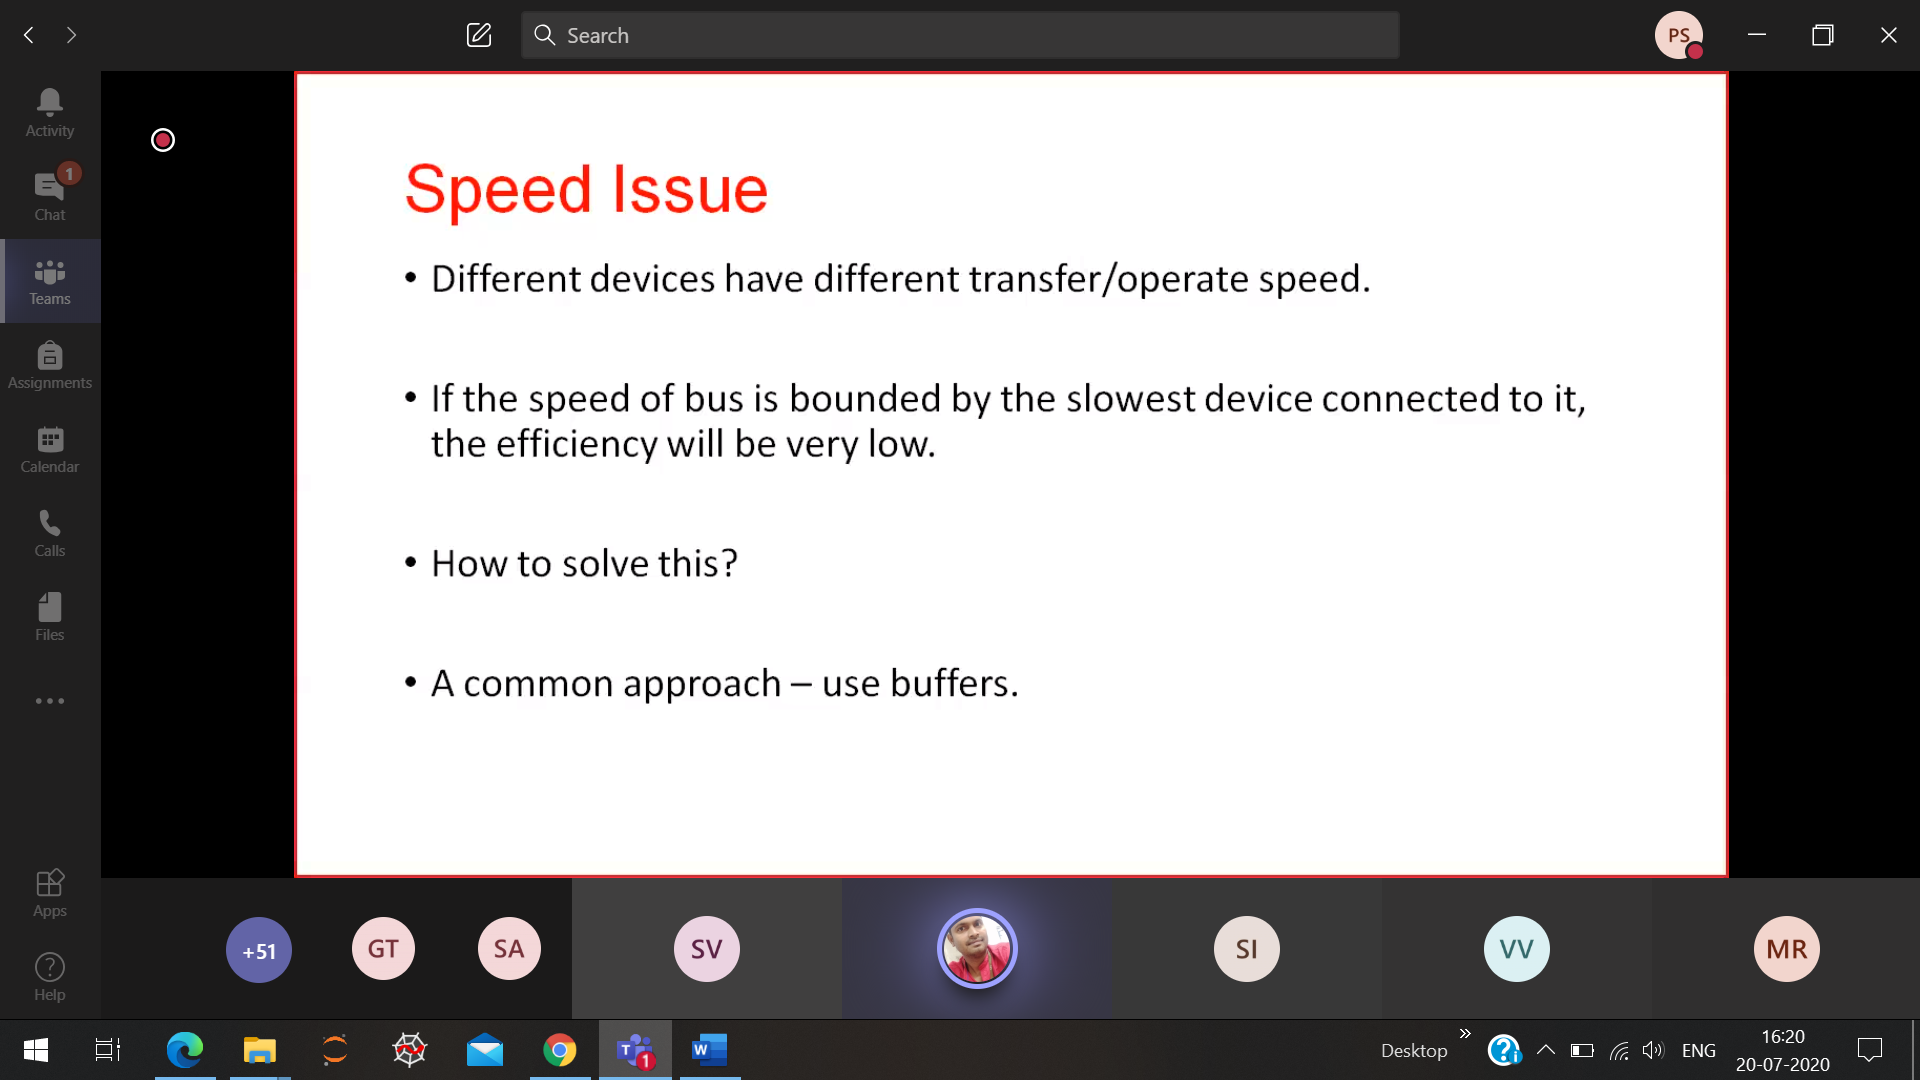 Search
PS
Activity
1
Chat
Teams
Assignments
Calendar
Calls
Files
Apps
Help
Speed Issue
• Different devices have different transfer/operate speed.
• If the speed of bus is bounded by the slowest device connected to it,
the efficiency will be very low.
• How to solve this?
• A common approach – use buffers.
+51
GT
SA
SV
SI
VV
MR
T
1
W
Desktop
ENG
16:20
20-07-2020